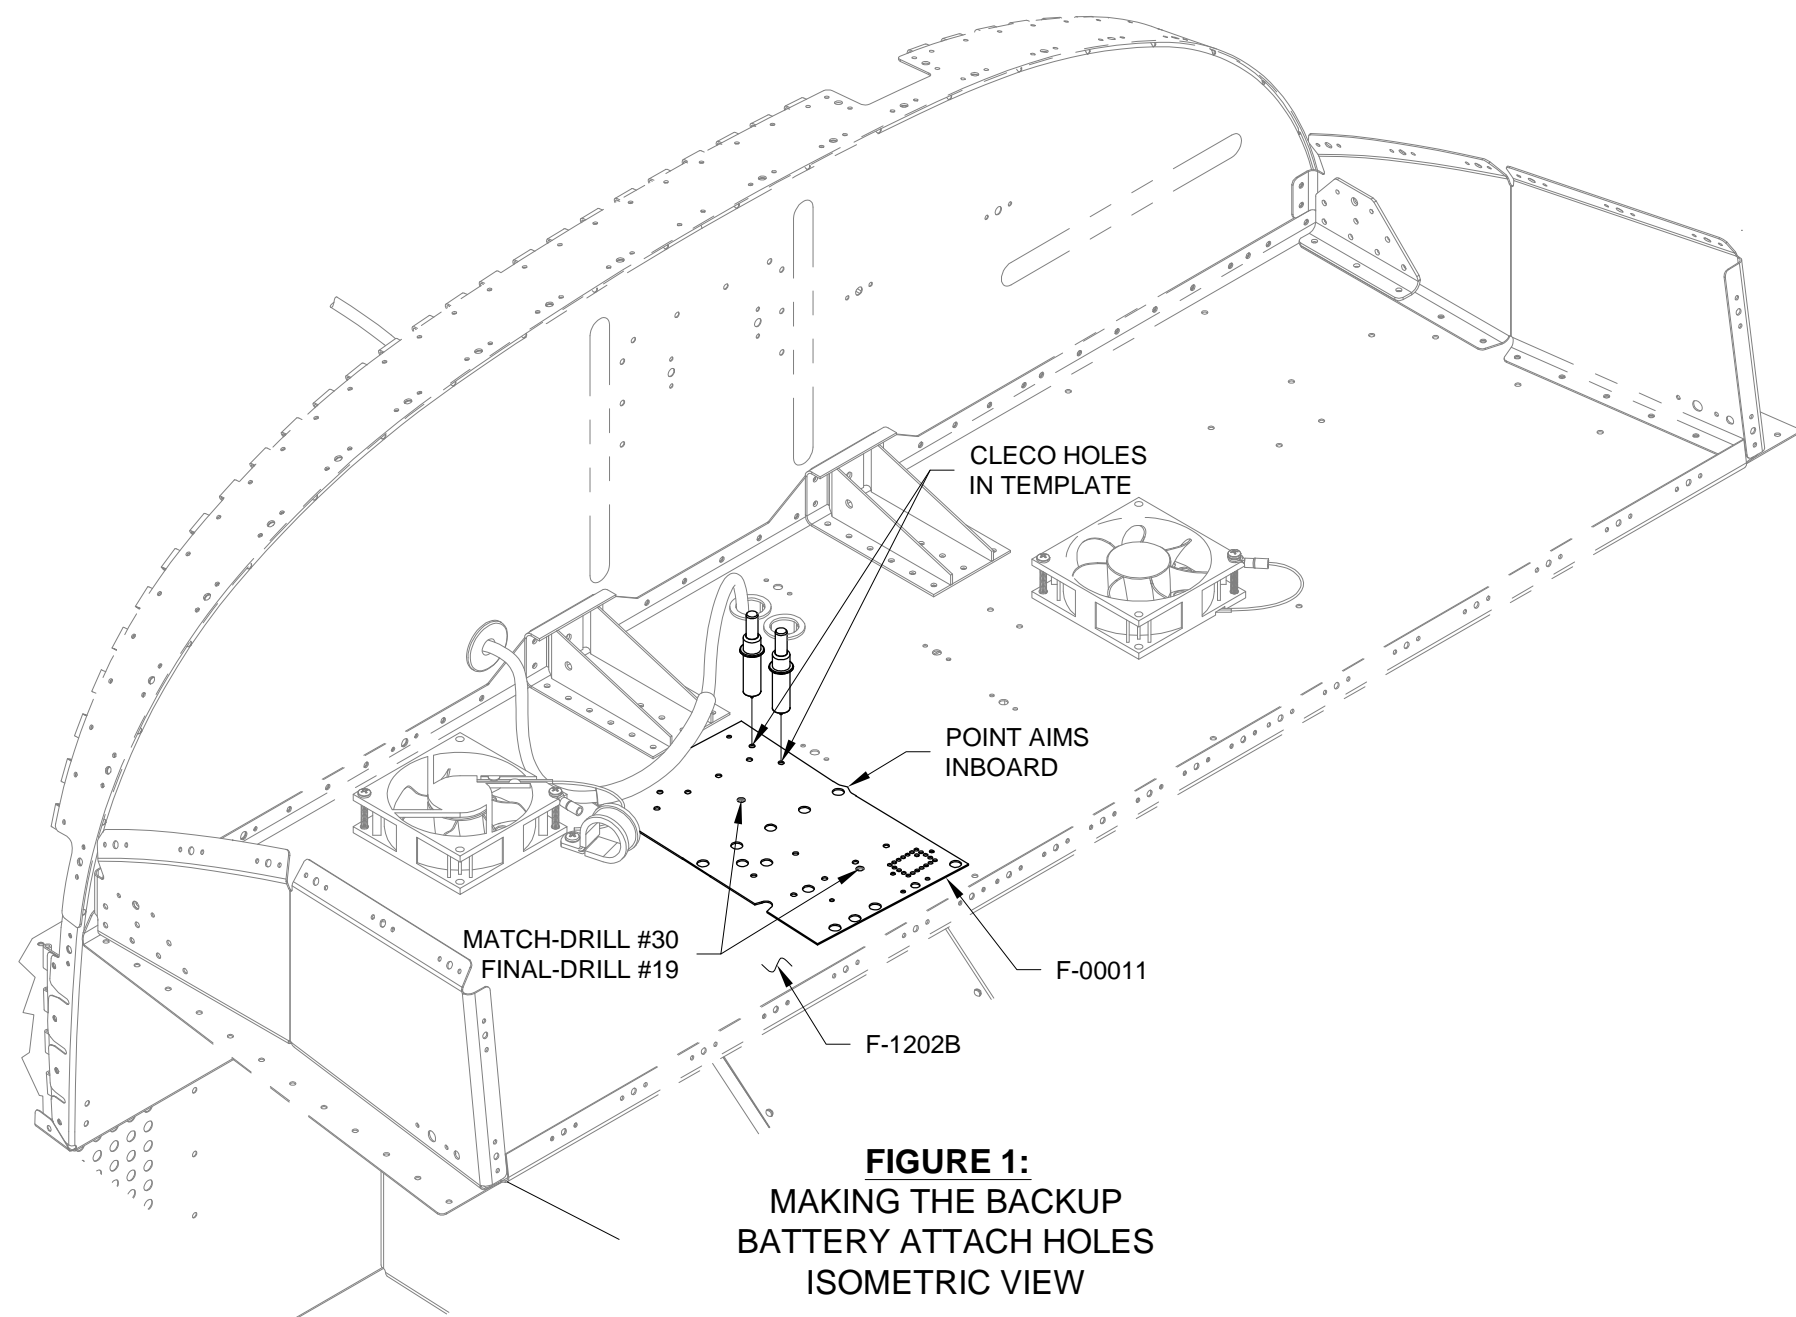 CLECO HOLES
IN TEMPLATE
POINT AIMS
INBOARD
MATCH-DRILL #30
FINAL-DRILL #19
F-00011
F-1202B
FIGURE 1:
MAKING THE BACKUP
BATTERY ATTACH HOLES
ISOMETRIC VIEW